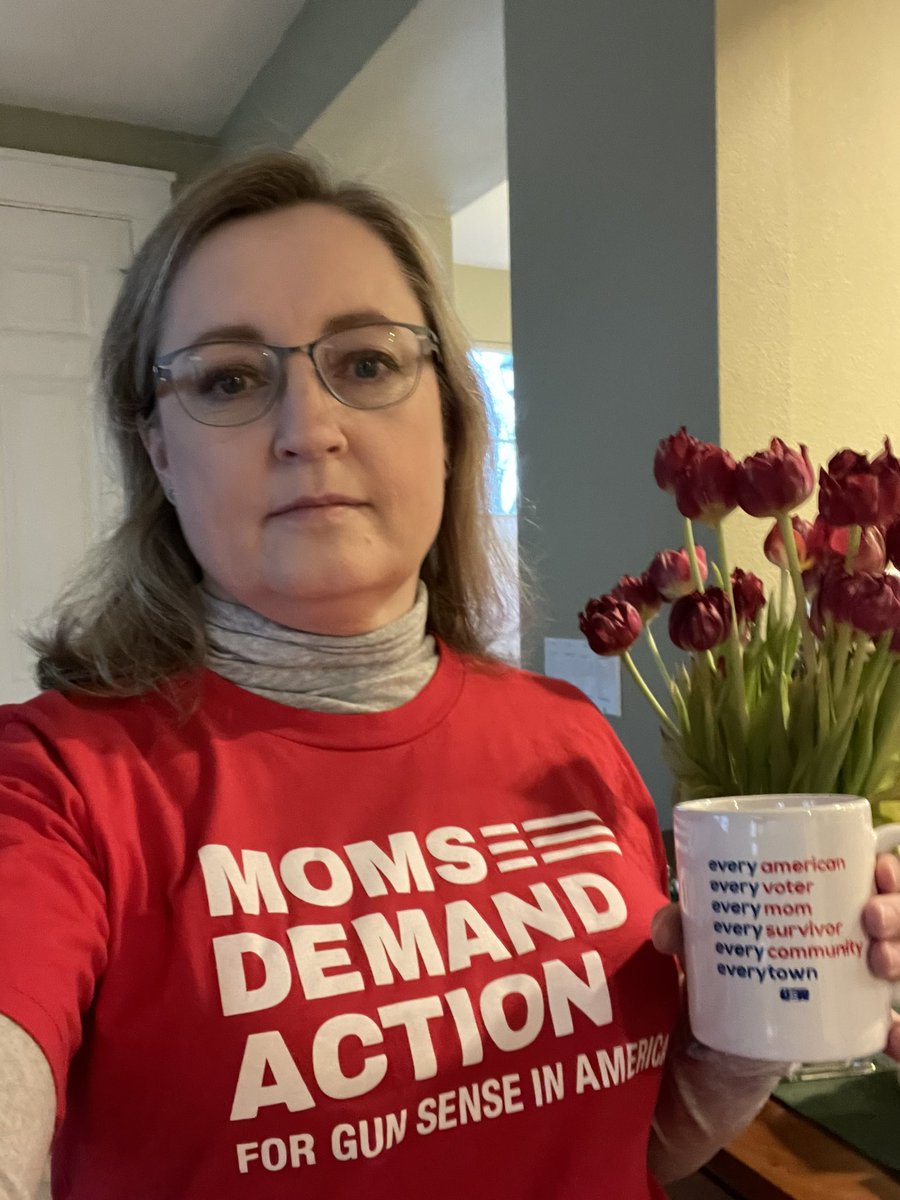 MOMS
DEMAND
ACTION
FOR GUN SENSE IN AMERICA
every american
every voter
every mom
every survivor
every community
everytown